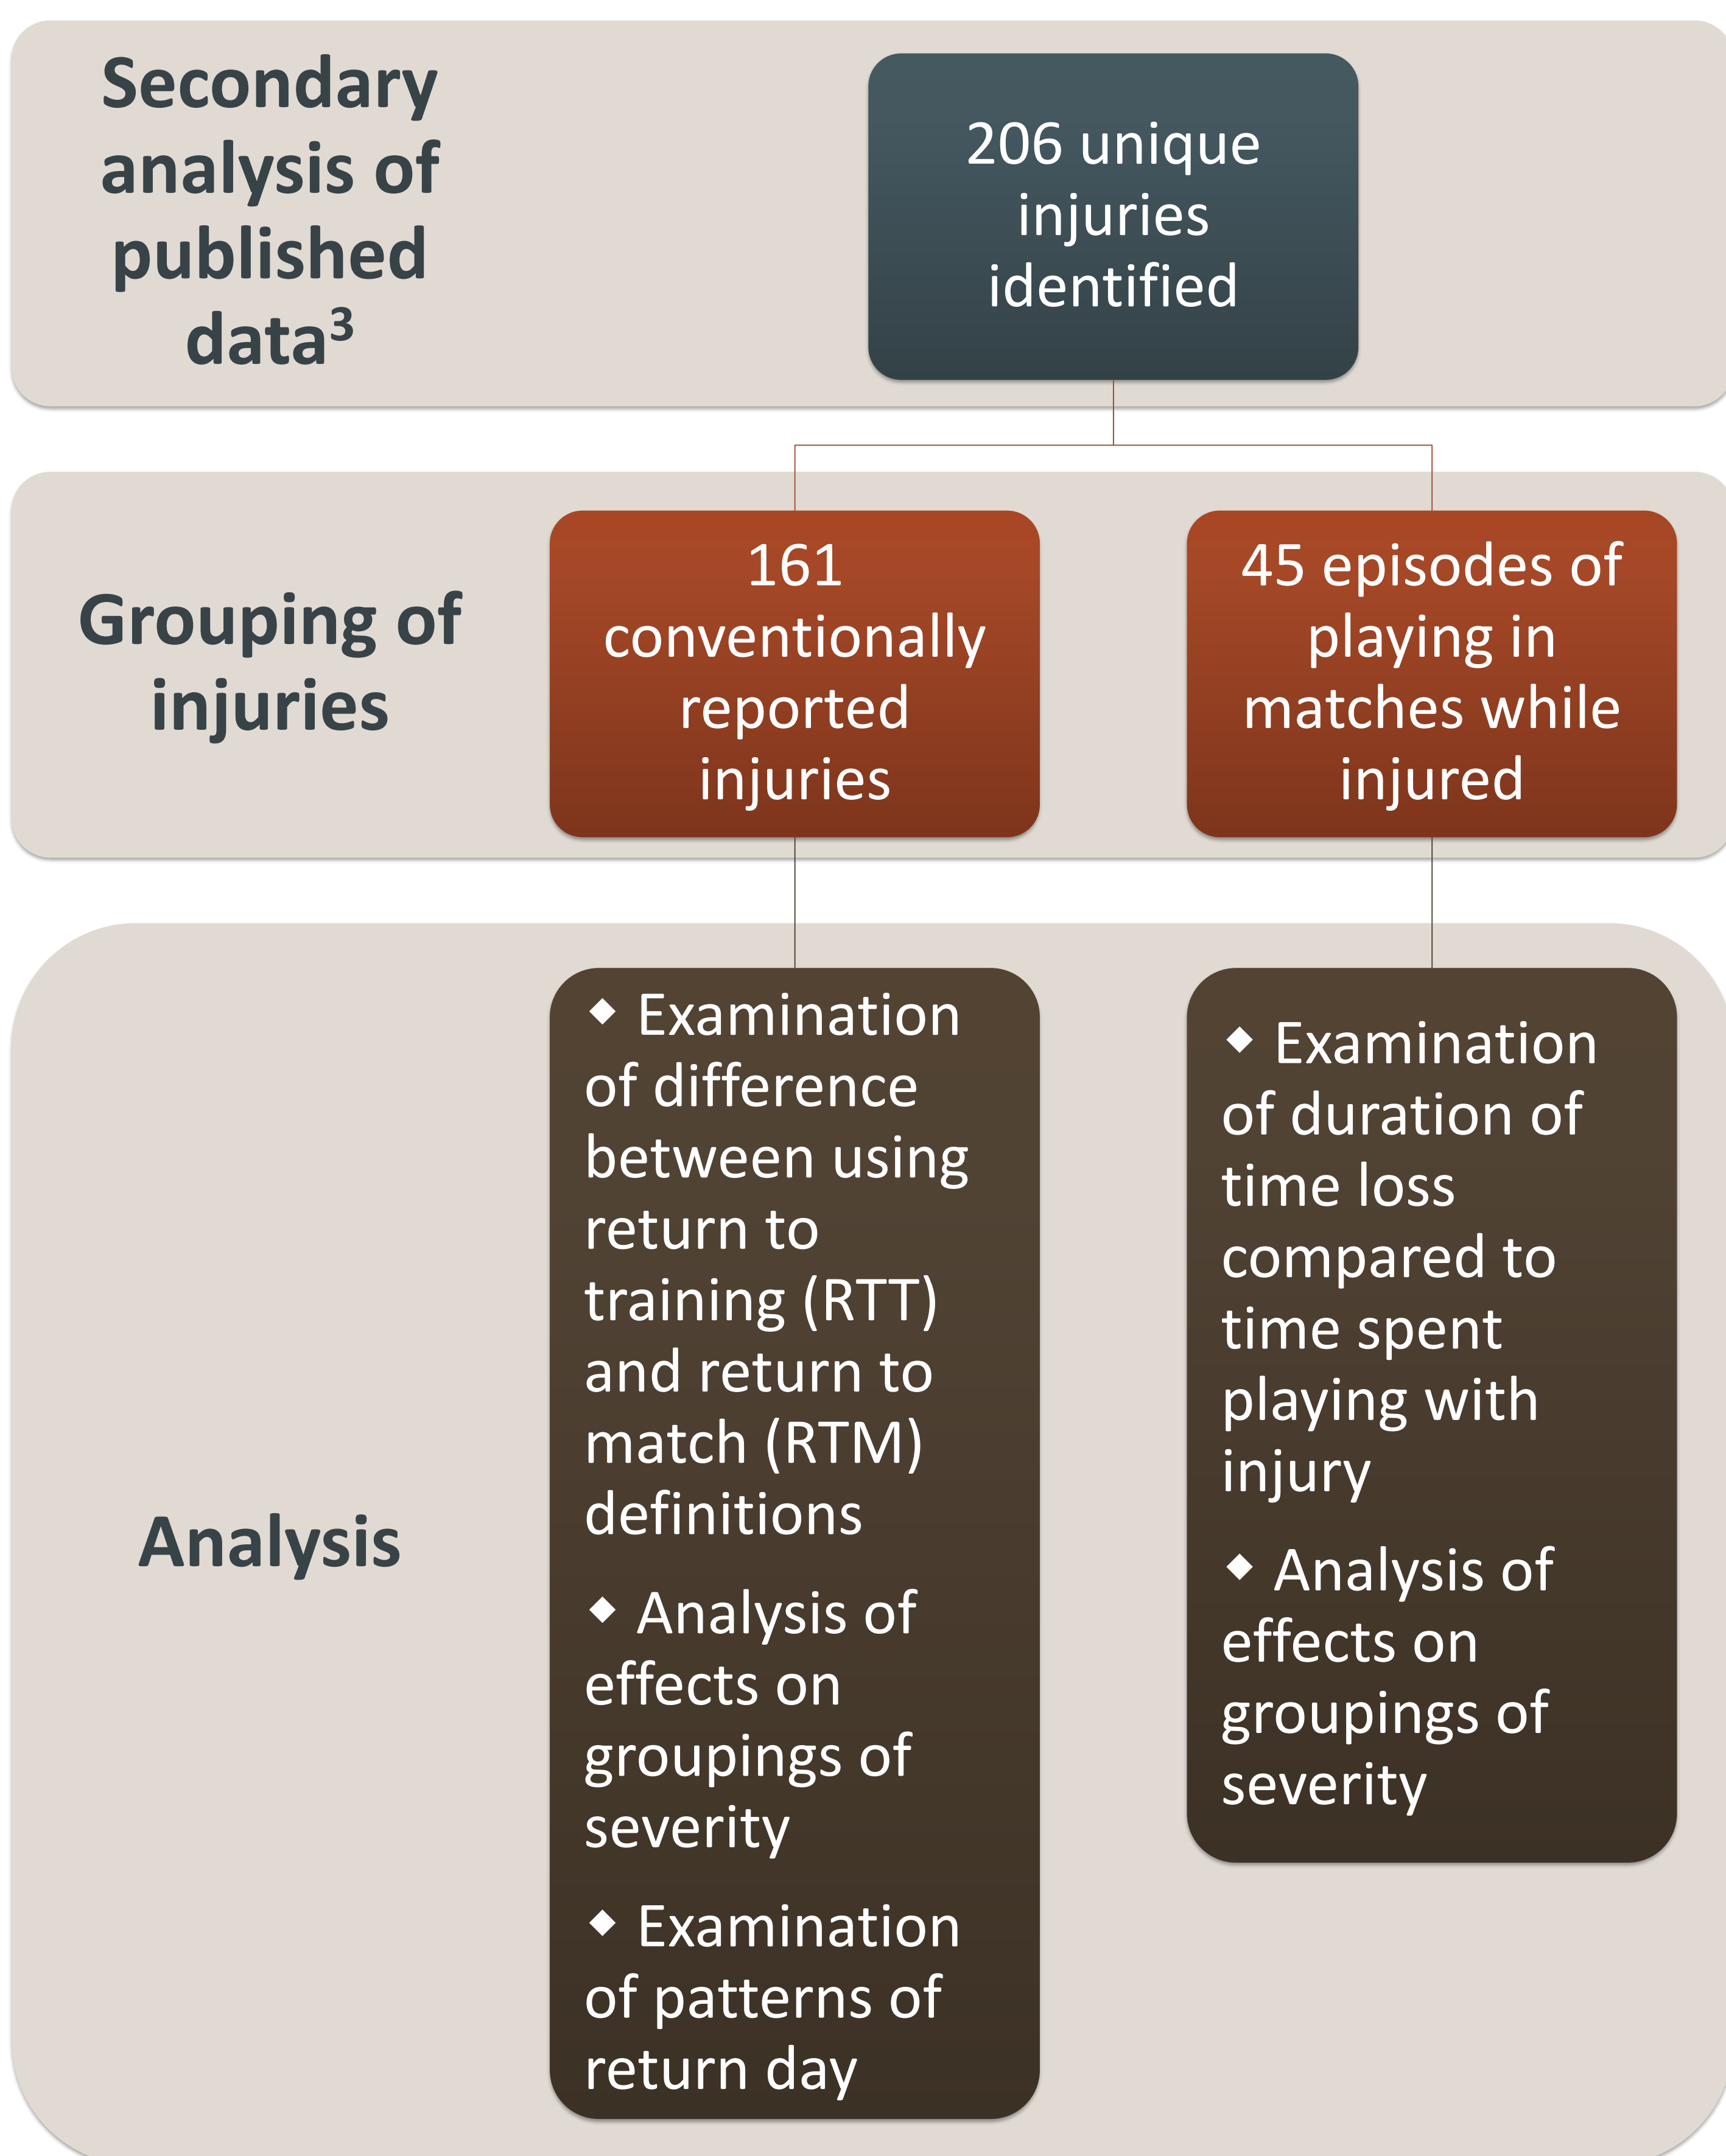 Secondary
analysis of
published
data³
206 unique
injuries
identified
Grouping of
injuries
161
conventionally
reported
injuries
45 episodes of
playing in
matches while
injured
Analysis
◆ Examination
of difference
between using
return to
training (RTT)
and return to
match (RTM)
definitions
◆ Analysis of
effects on
groupings of
severity
◆ Examination
of patterns of
return day
◆ Examination
of duration of
time loss
compared to
time spent
playing with
injury
◆ Analysis of
effects on
groupings of
severity